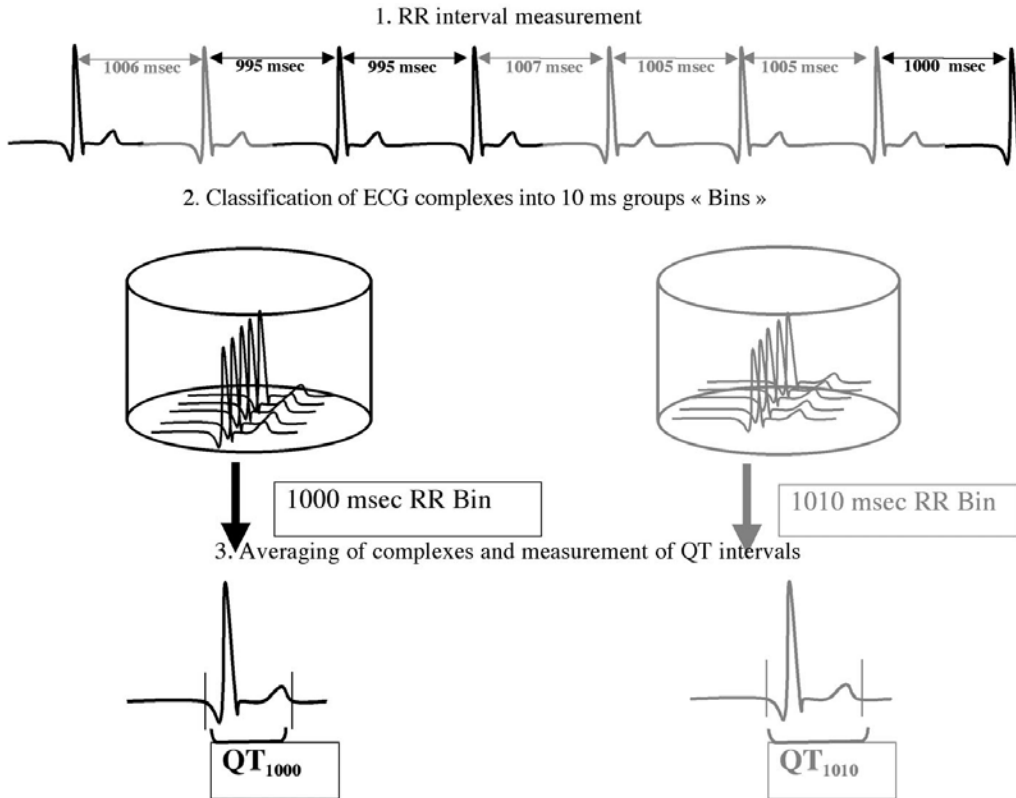 1. RR interval measurement
1006 msec 995 msec 995 msec 1007 msec 1005 msec 1005 msec 1000 msec
2. Classification of ECG complexes into 10 ms groups « Bins »
1000 msec RR Bin
1010 msec RR Bin
3. Averaging of complexes and measurement of QT intervals
QT1000
QT1010